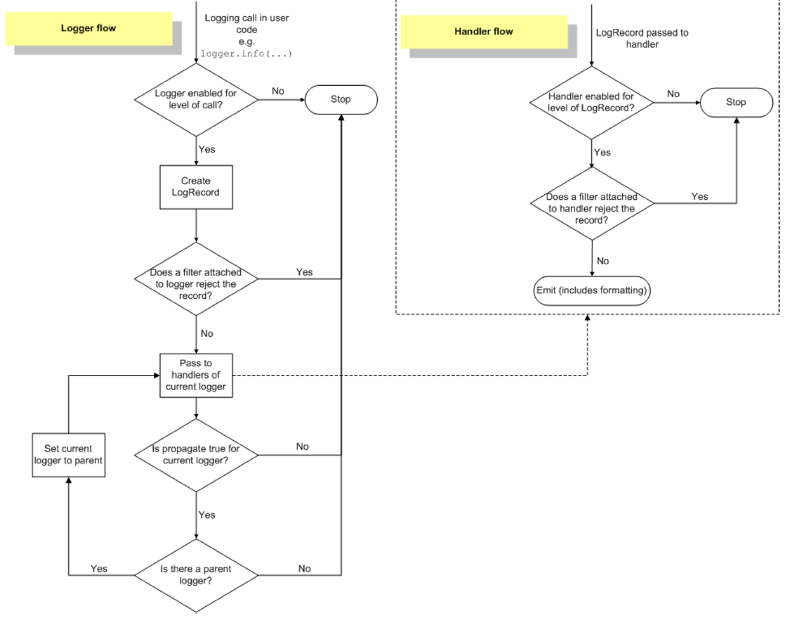 Logger flow
Logging call in user
code
e.g.
logger.info(...)
Logger enabled for
level of call?
No
Stop
Yes
Create
LogRecord
Does a filter attached
to logger reject the
record?
Yes
No
Pass to
handlers of
current logger
Set current
logger to parent
Is propagate true for
current logger?
No
Yes
Is there a parent
logger?
Yes
No
Handler flow
LogRecord passed to
handler
Handler enabled for
level of LogRecord?
No
Stop
Yes
Does a filter attached
to handler reject the
record?
Yes
No
Emit (includes formatting)